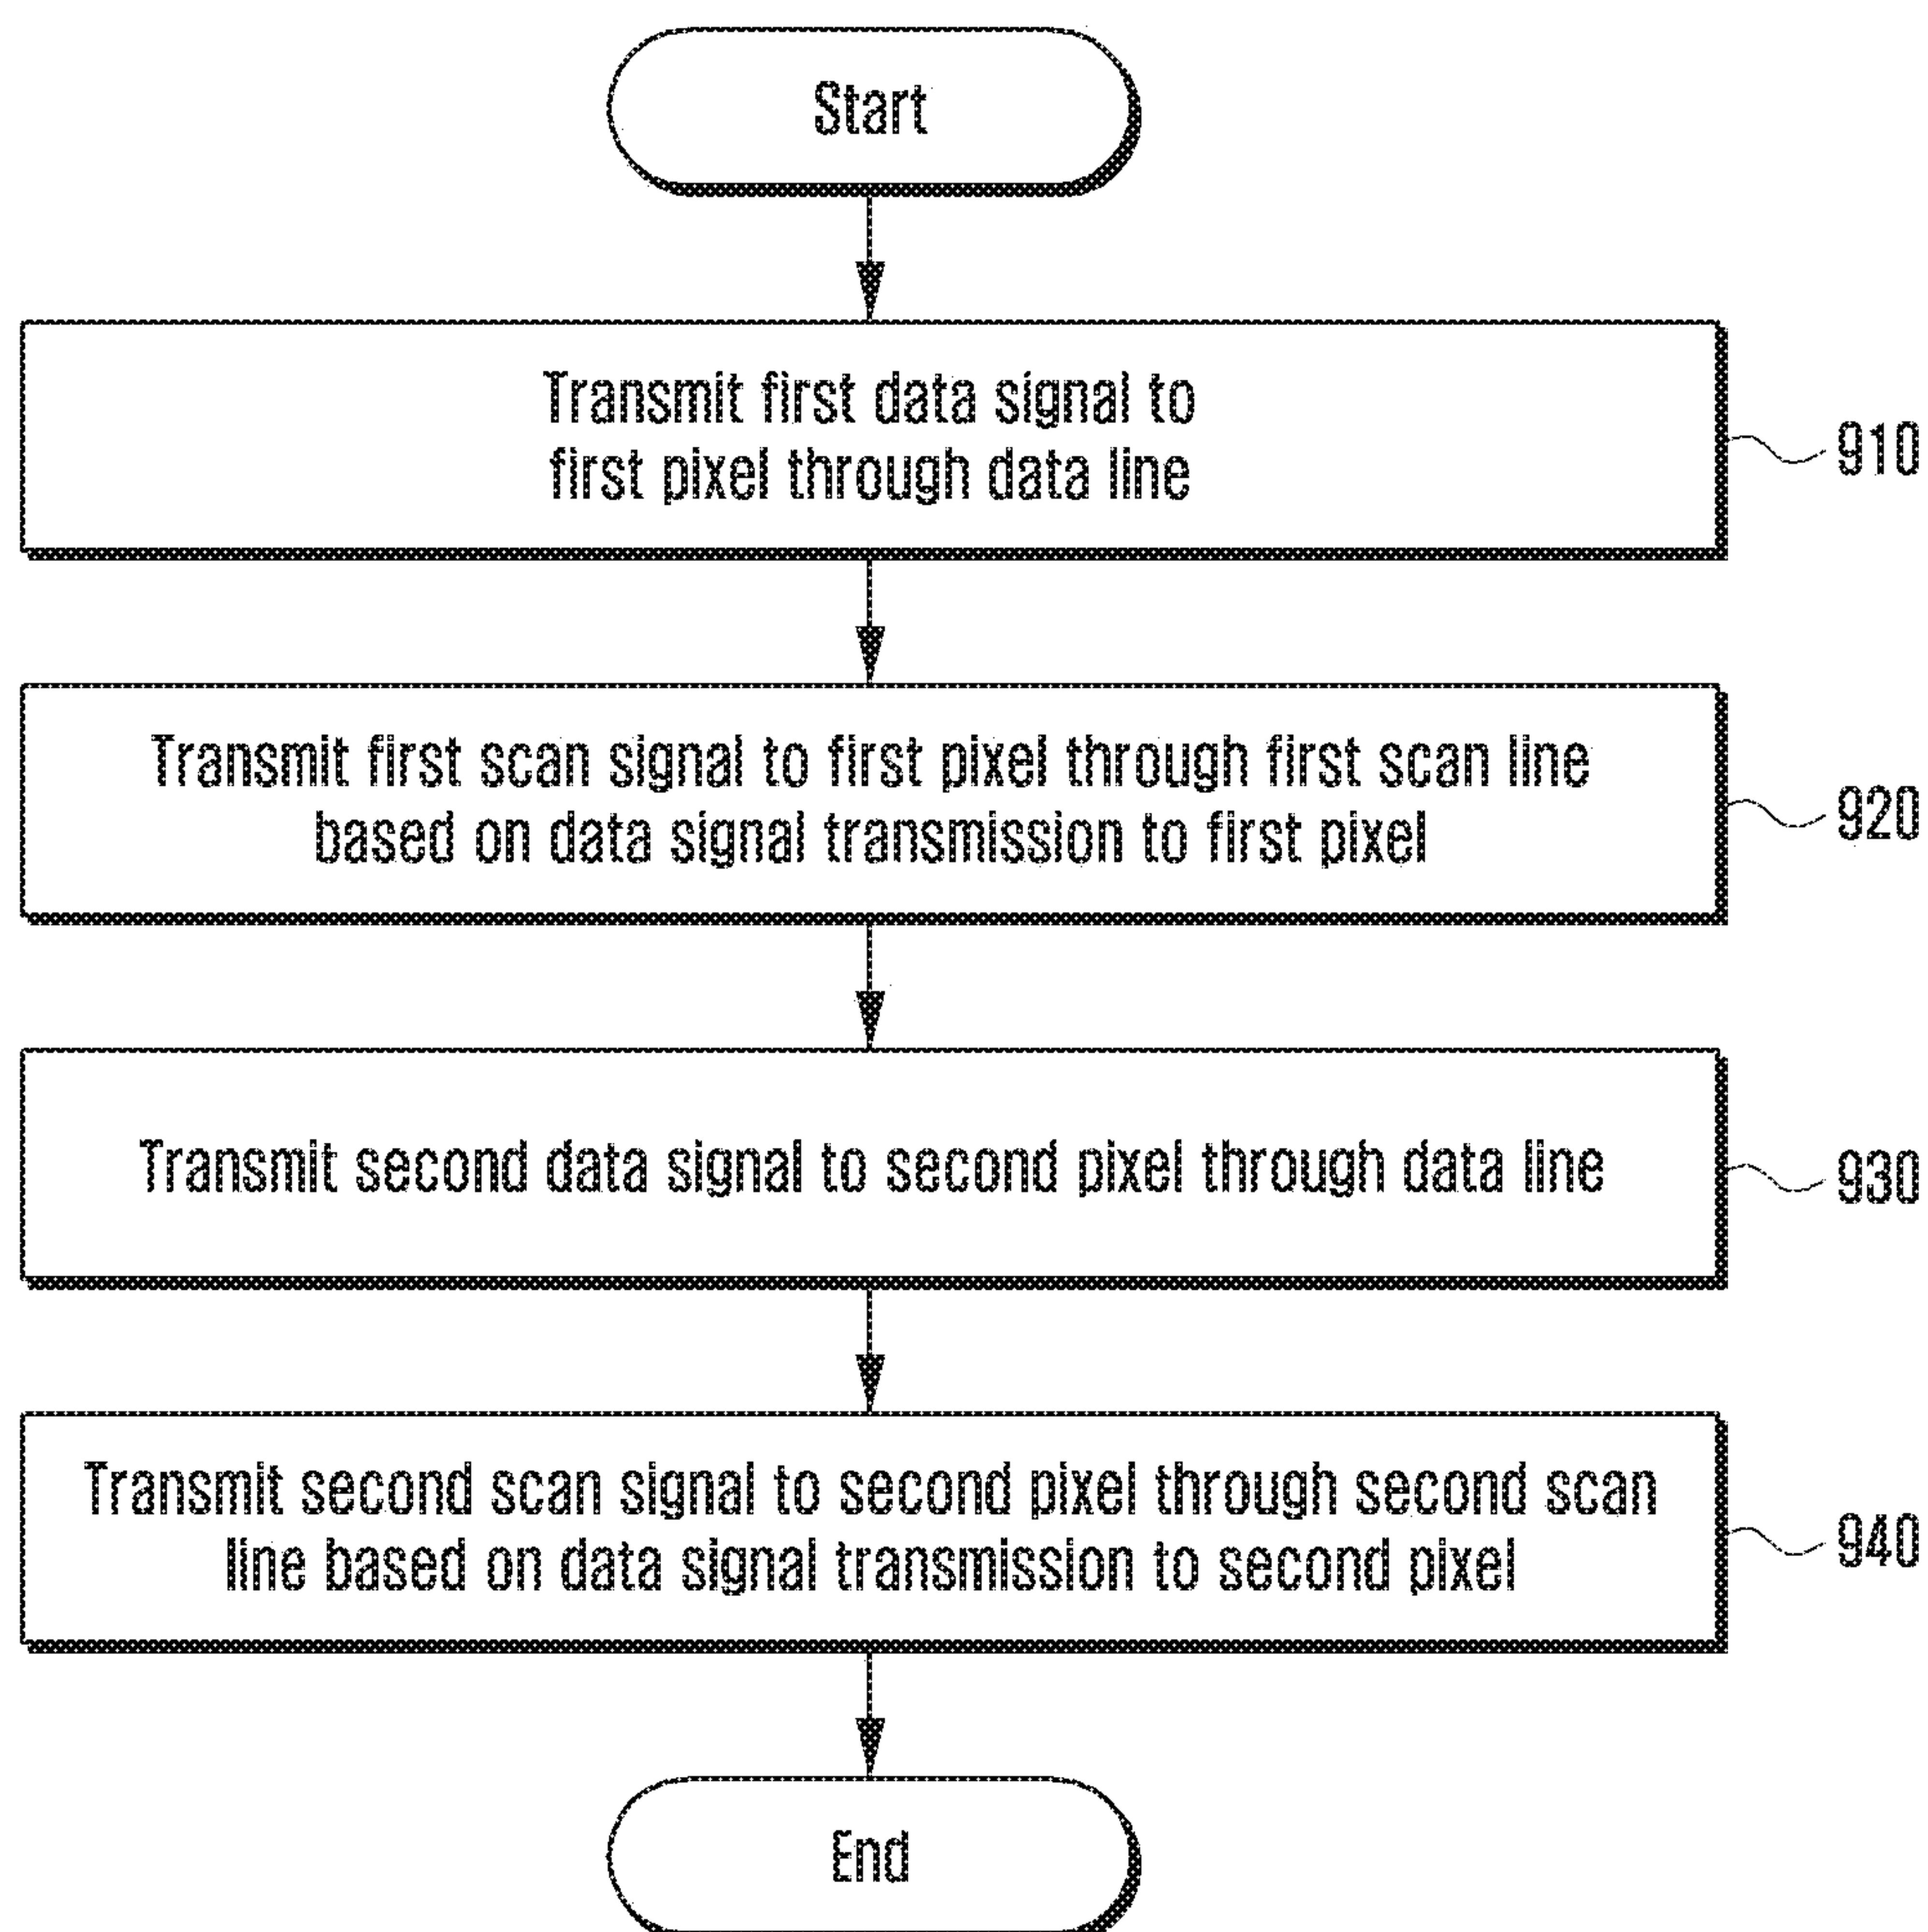 Start
Transmit first data signal to
first pixel through data line
910
Transmit first scan signal to first pixel through first scan line
based on data signal transmission to first pixel
920
Transmit second data signal to second pixel through data line
930
Transmit second scan signal to second pixel through second scan
line based on data signal transmission to second pixel
940
End